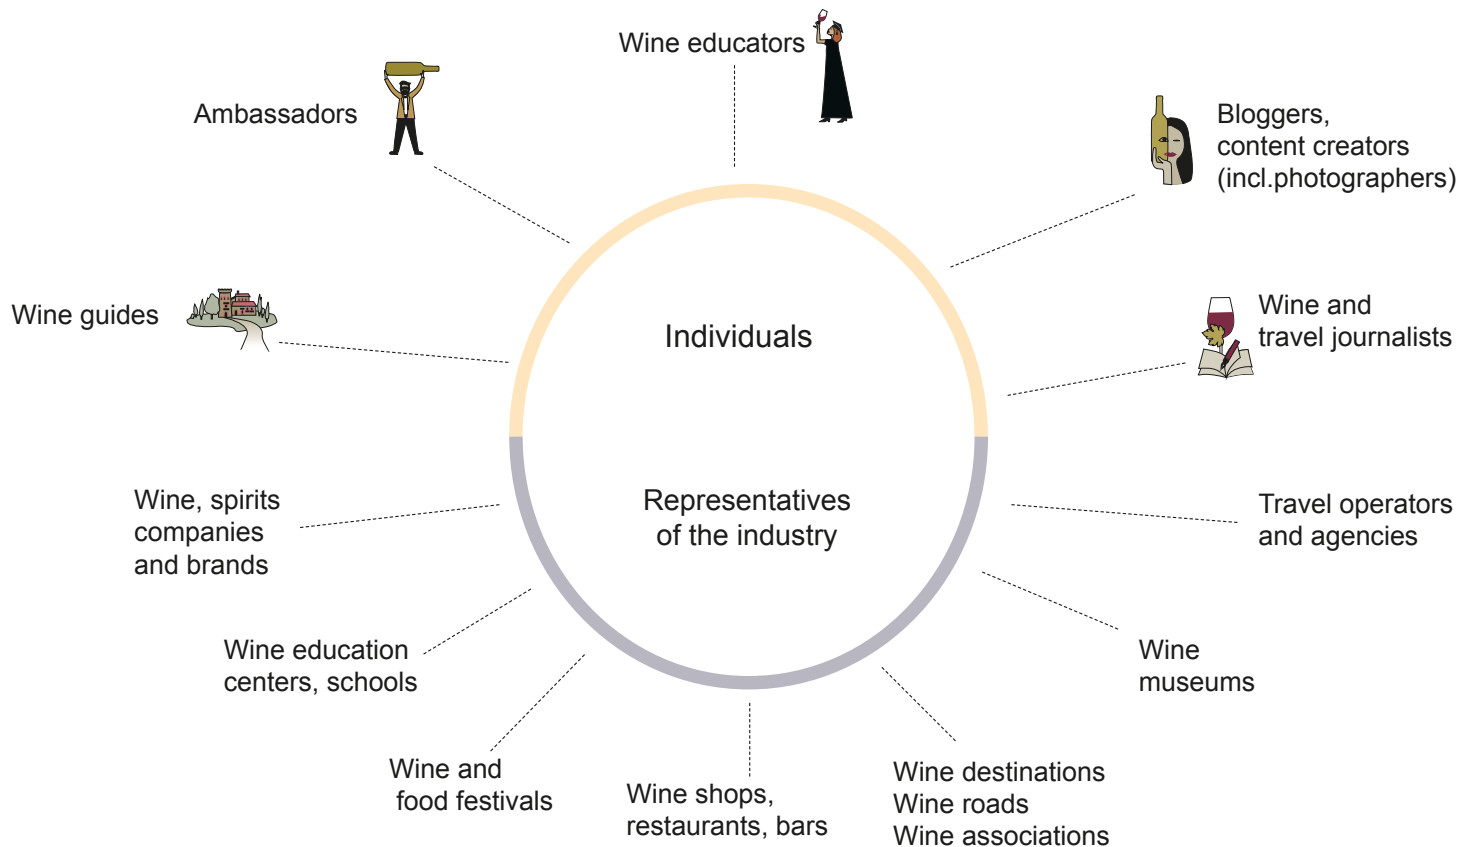 Wine educators
Ambassadors
Bloggers,
content creators
(incl.photographers)
Wine guides
Wine and
travel journalists
Individuals
Representatives
of the industry
Wine, spirits
companies
and brands
Travel operators
and agencies
Wine education
centers, schools
Wine
museums
Wine and
food festivals
Wine shops,
restaurants, bars
Wine destinations
Wine roads
Wine associations